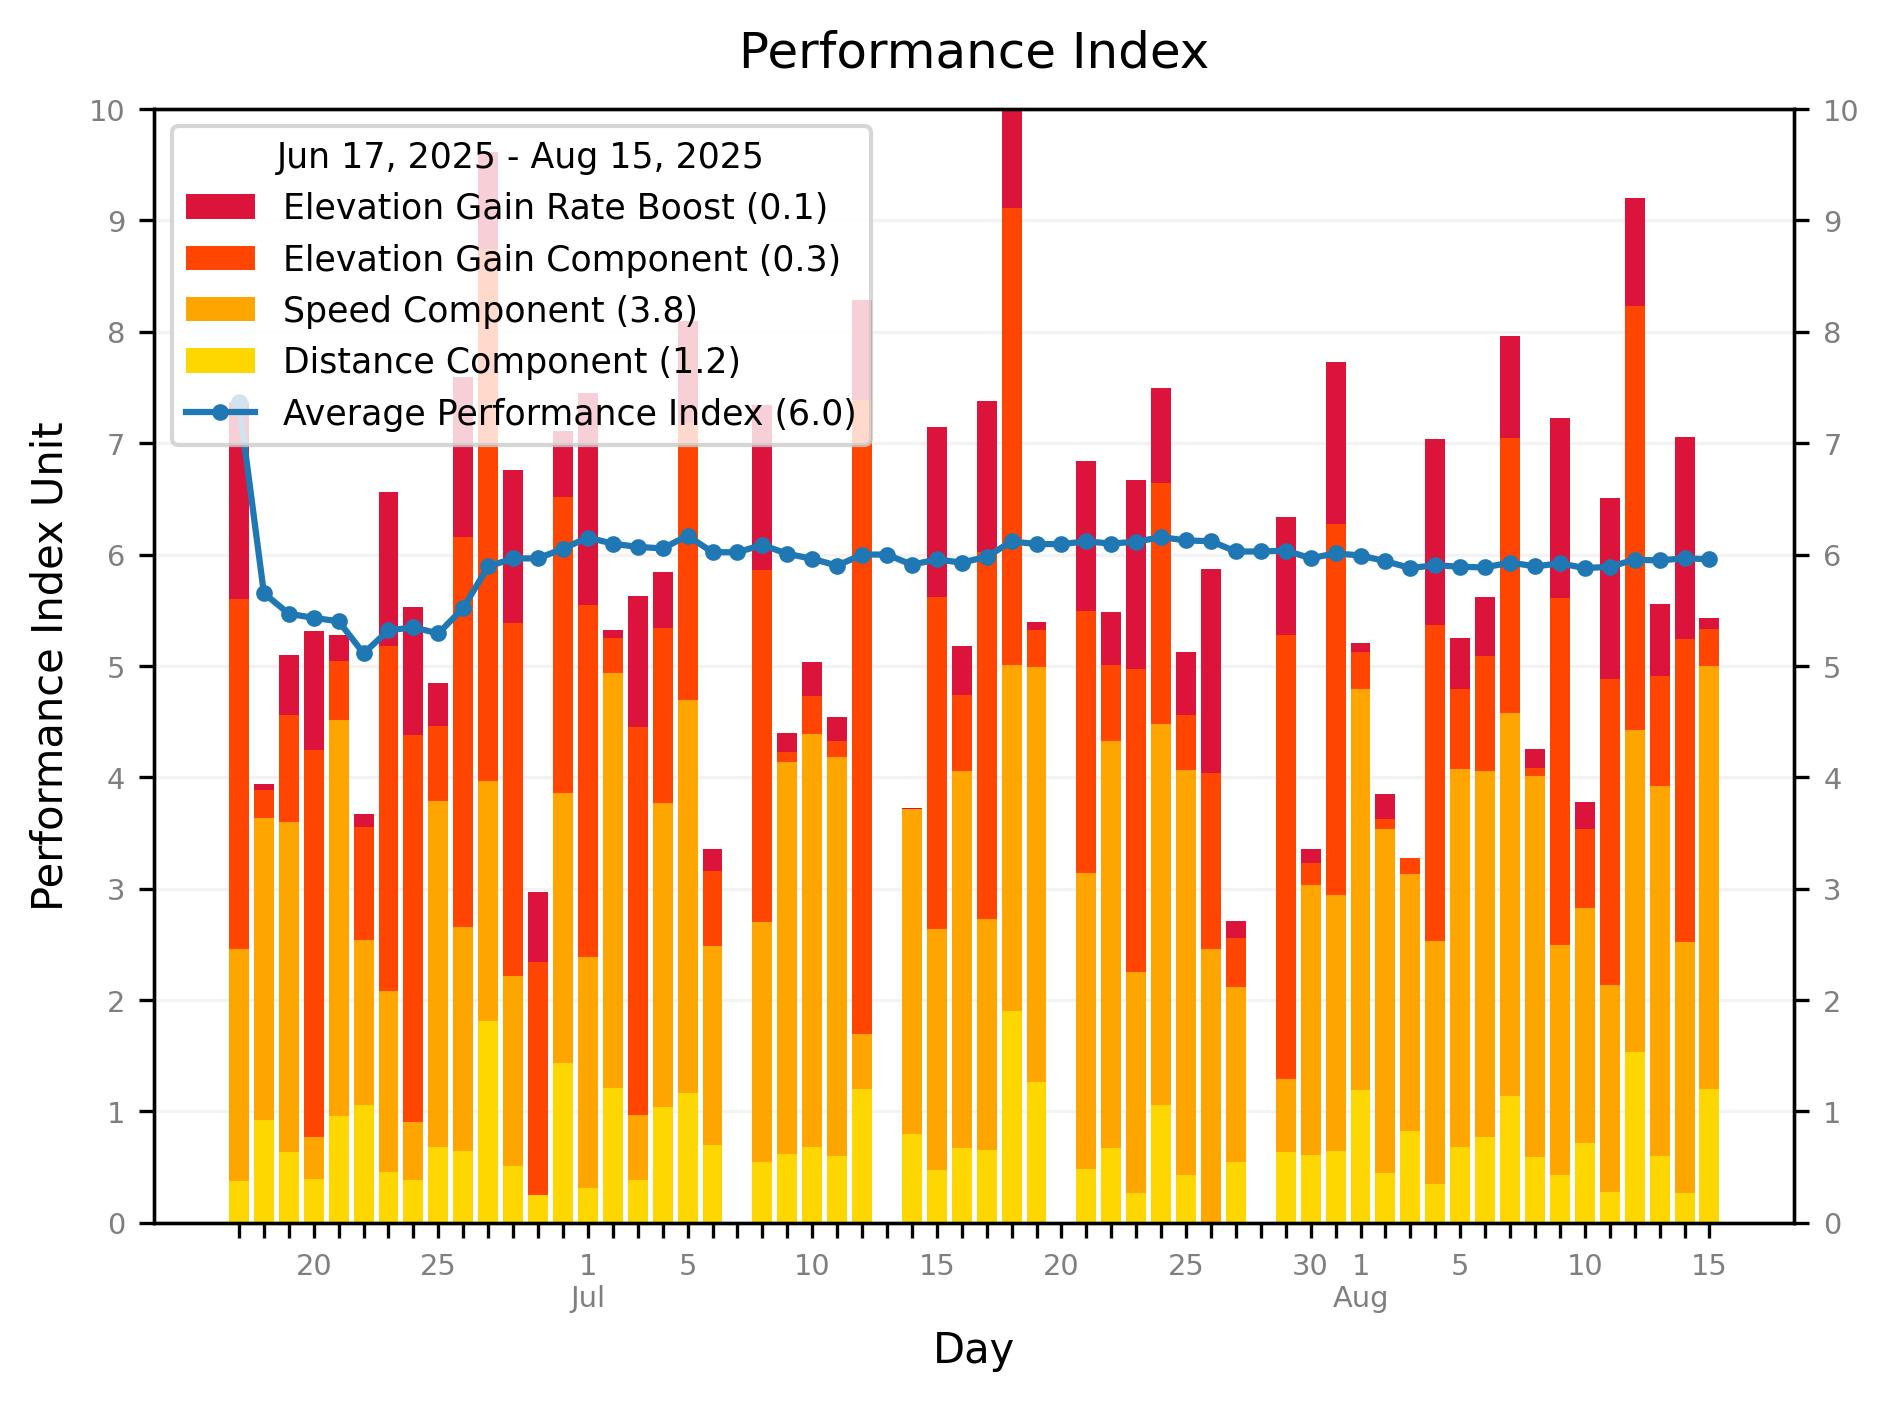 Performance Index
Jun 17, 2025 - Aug 15, 2025
Elevation Gain Rate Boost (0.1)
Elevation Gain Component (0.3)
Speed Component (3.8)
Distance Component (1.2)
Average Performance Index (6.0)
Performance Index Unit
10
9
8
7
6
5
4
3
2
1
0
10
9
8
7
6
5
4
3
2
1
0
20 25 1 5 10 15 20 25 30 1 5 10 15
Jul Aug
Day